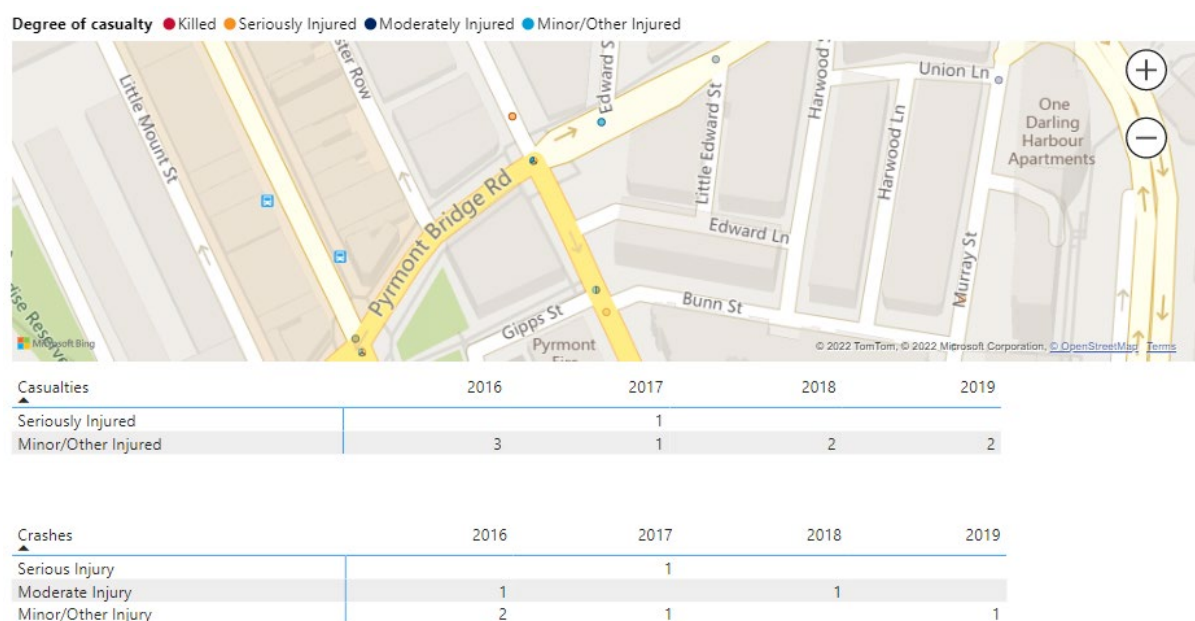 Degree of casualty Killed Seriously Injured Moderately Injured Minor/Other Injured
Little Mount St
ster Row
Edward S
Harwood S
Union Ln
One
Darling
Harbour
Apartments
Little Edward St
Harwood Ln
Pyrmont Bridge Rd
Edward Ln
Murray St
Bunn St
Gipps St
Pyrmont
dise Reserve
Microsoft Bing
© 2022 TomTom, © 2022 Microsoft Corporation, © OpenStreetMap Terms
Casualties 2016 2017 2018 2019
Seriously Injured 1
Minor/Other Injured 3 1 2 2
Crashes 2016 2017 2018 2019
Serious Injury 1
Moderate Injury 1 1
Minor/Other Injury 2 1 1